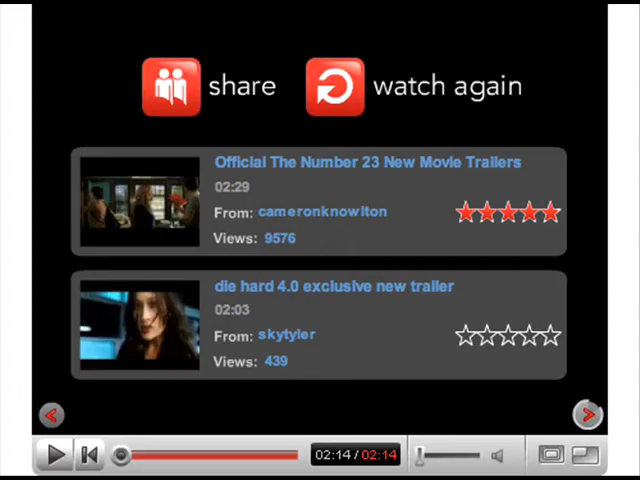 share
watch again
Official The Number 23 New Movie Trailers
02:29
From: cameronknowlton
Views: 9576
die hard 4.0 exclusive new trailer
02:03
From: skytyler
Views: 439
02:14 / 02:14